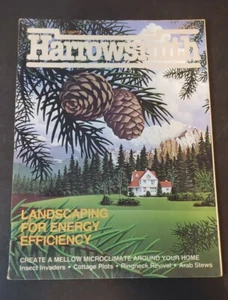 Harrowsmith
LANDSCAPING
FOR ENERGY
EFFICIENCY
CREATE A MELLOW MICROCLIMATE AROUND YOUR HOME
Insect Invaders • Cottage Plots • Ringneck Revival • Arab Stews